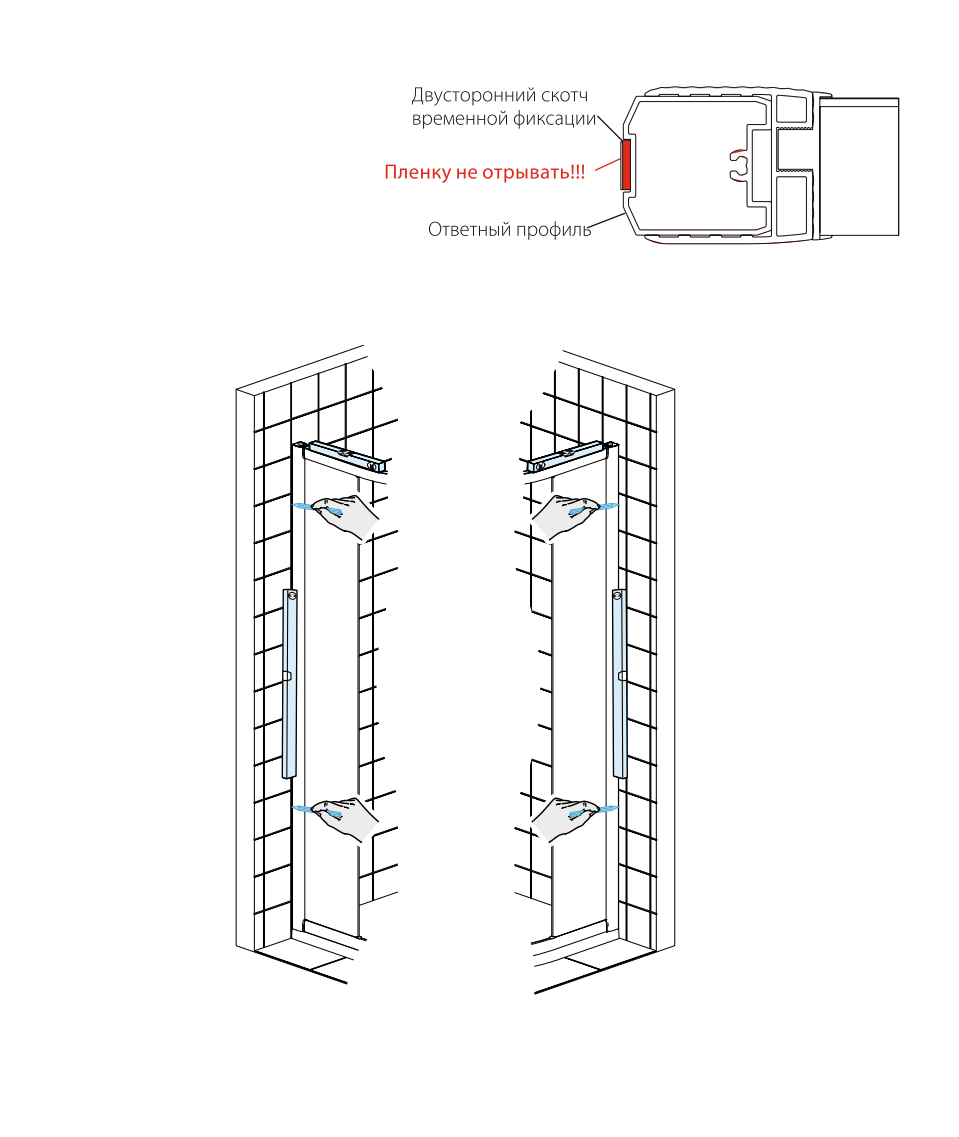 Двусторонний скотч
временной фиксации
Пленку не отрывать!!!
Ответный профиль